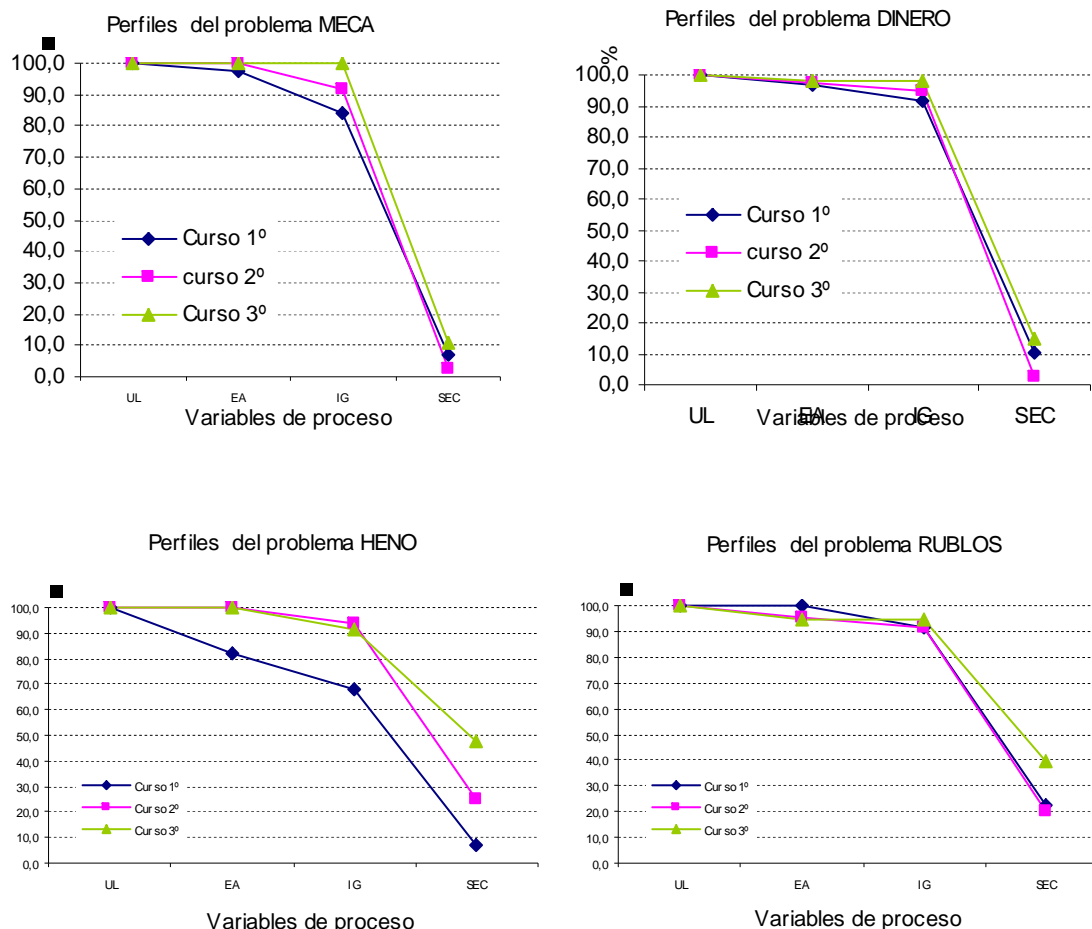 Perfiles del problema MECA
100,0
90,0
80,0
70,0
60,0
50,0
40,0
30,0
20,0
10,0
0,0
Curso 1º
curso 2º
Curso 3º
UL EA IG SEC
Variables de proceso
Perfiles del problema DINERO
%
100,0
90,0
80,0
70,0
60,0
50,0
40,0
30,0
20,0
10,0
0,0
Curso 1º
curso 2º
Curso 3º
UL EA IG SEC
Variables de proceso
Perfiles del problema HENO
100,0
90,0
80,0
70,0
60,0
50,0
40,0
30,0
20,0
10,0
0,0
Curso 1º
Curso 2º
Curso 3º
UL EA IG SEC
Variables de proceso
Perfiles del problema RUBLOS
100,0
90,0
80,0
70,0
60,0
50,0
40,0
30,0
20,0
10,0
0,0
Curso 1º
Curso 2º
Curso 3º
UL EA IG SEC
Variables de proceso